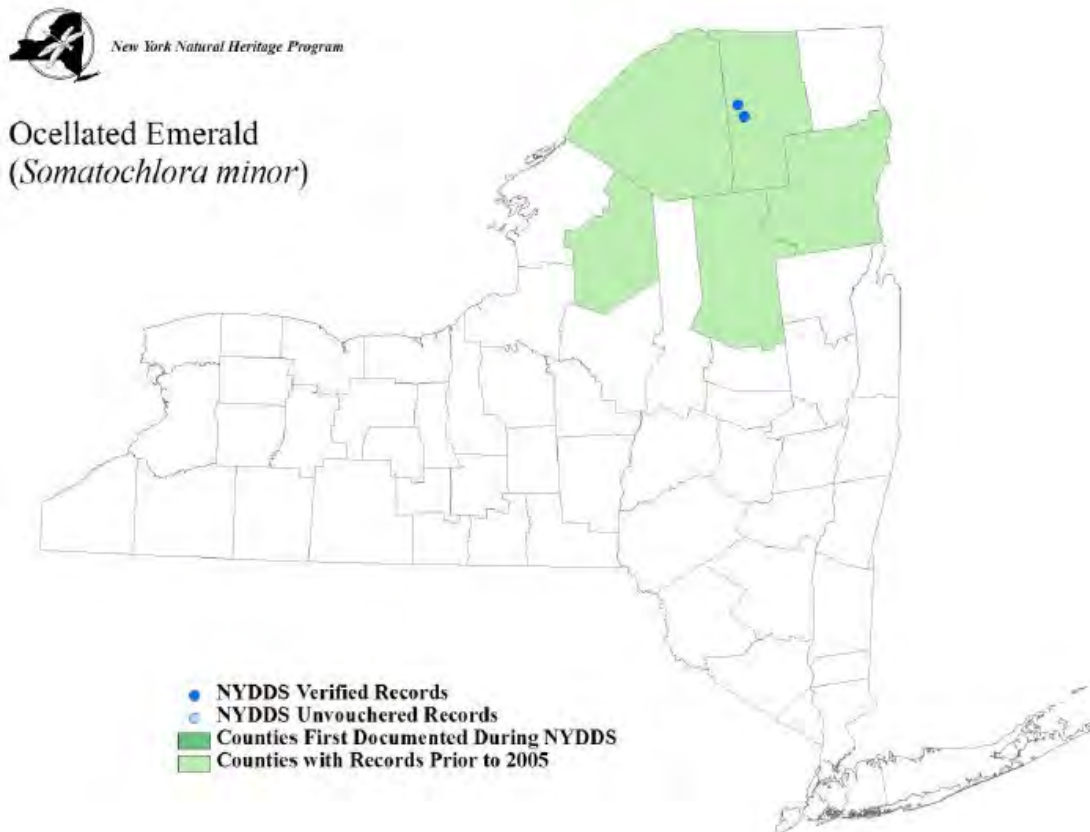 New York Natural Heritage Program
Ocellated Emerald
(Somatochlora minor)
NYDDS Verified Records
NYDDS Unvouchered Records
Counties First Documented During NYDDS
Counties with Records Prior to 2005